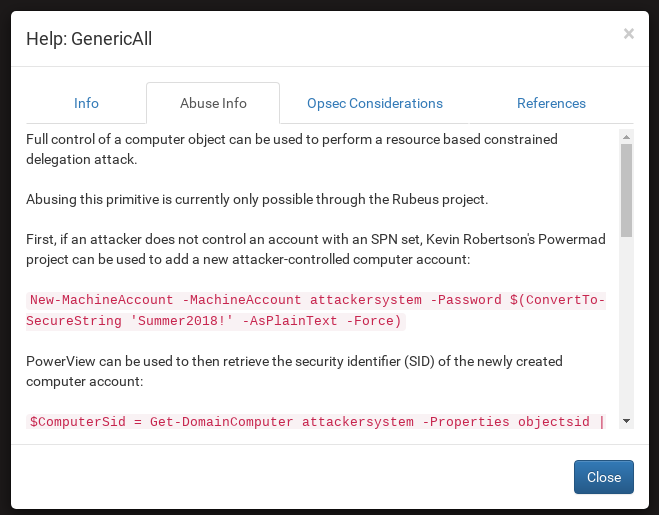 Help: GenericAll
×
Info
Abuse Info
Opsec Considerations
References
Full control of a computer object can be used to perform a resource based constrained
delegation attack.
Abusing this primitive is currently only possible through the Rubeus project.
First, if an attacker does not control an account with an SPN set, Kevin Robertson's Powermad
project can be used to add a new attacker-controlled computer account:
New-MachineAccount -MachineAccount attackersystem -Password $(ConvertTo-
SecureString 'Summer2018!' -AsPlainText -Force)
PowerView can be used to then retrieve the security identifier (SID) of the newly created
computer account:
$ComputerSid = Get-DomainComputer attackersystem -Properties objectsid |
Close